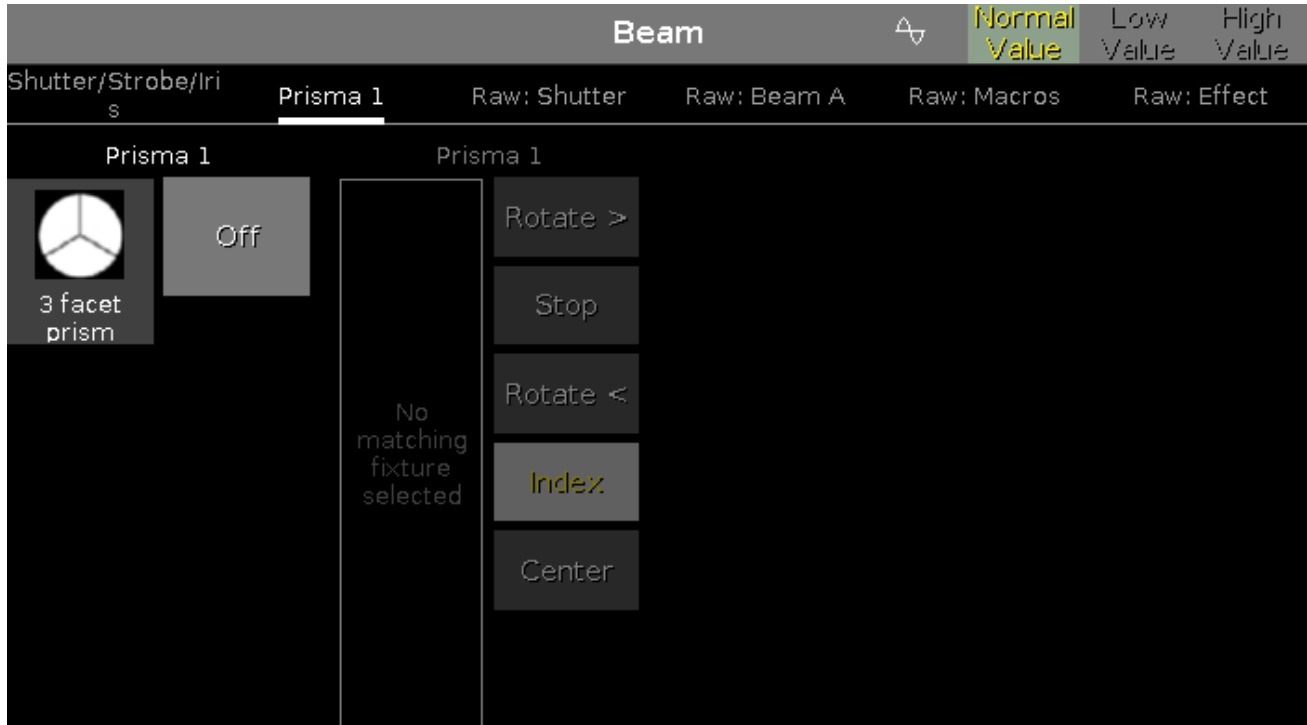 Beam
Normal
Value
Low
Value
High
Value
Shutter/Strobe/Iri
s
Prisma 1
Raw: Shutter
Raw: Beam A
Raw: Macros
Raw: Effect
Prisma 1
3 facet
prism
Off
Prisma 1
No
matching
fixture
selected
Rotate >
Stop
Rotate <
Index
Center